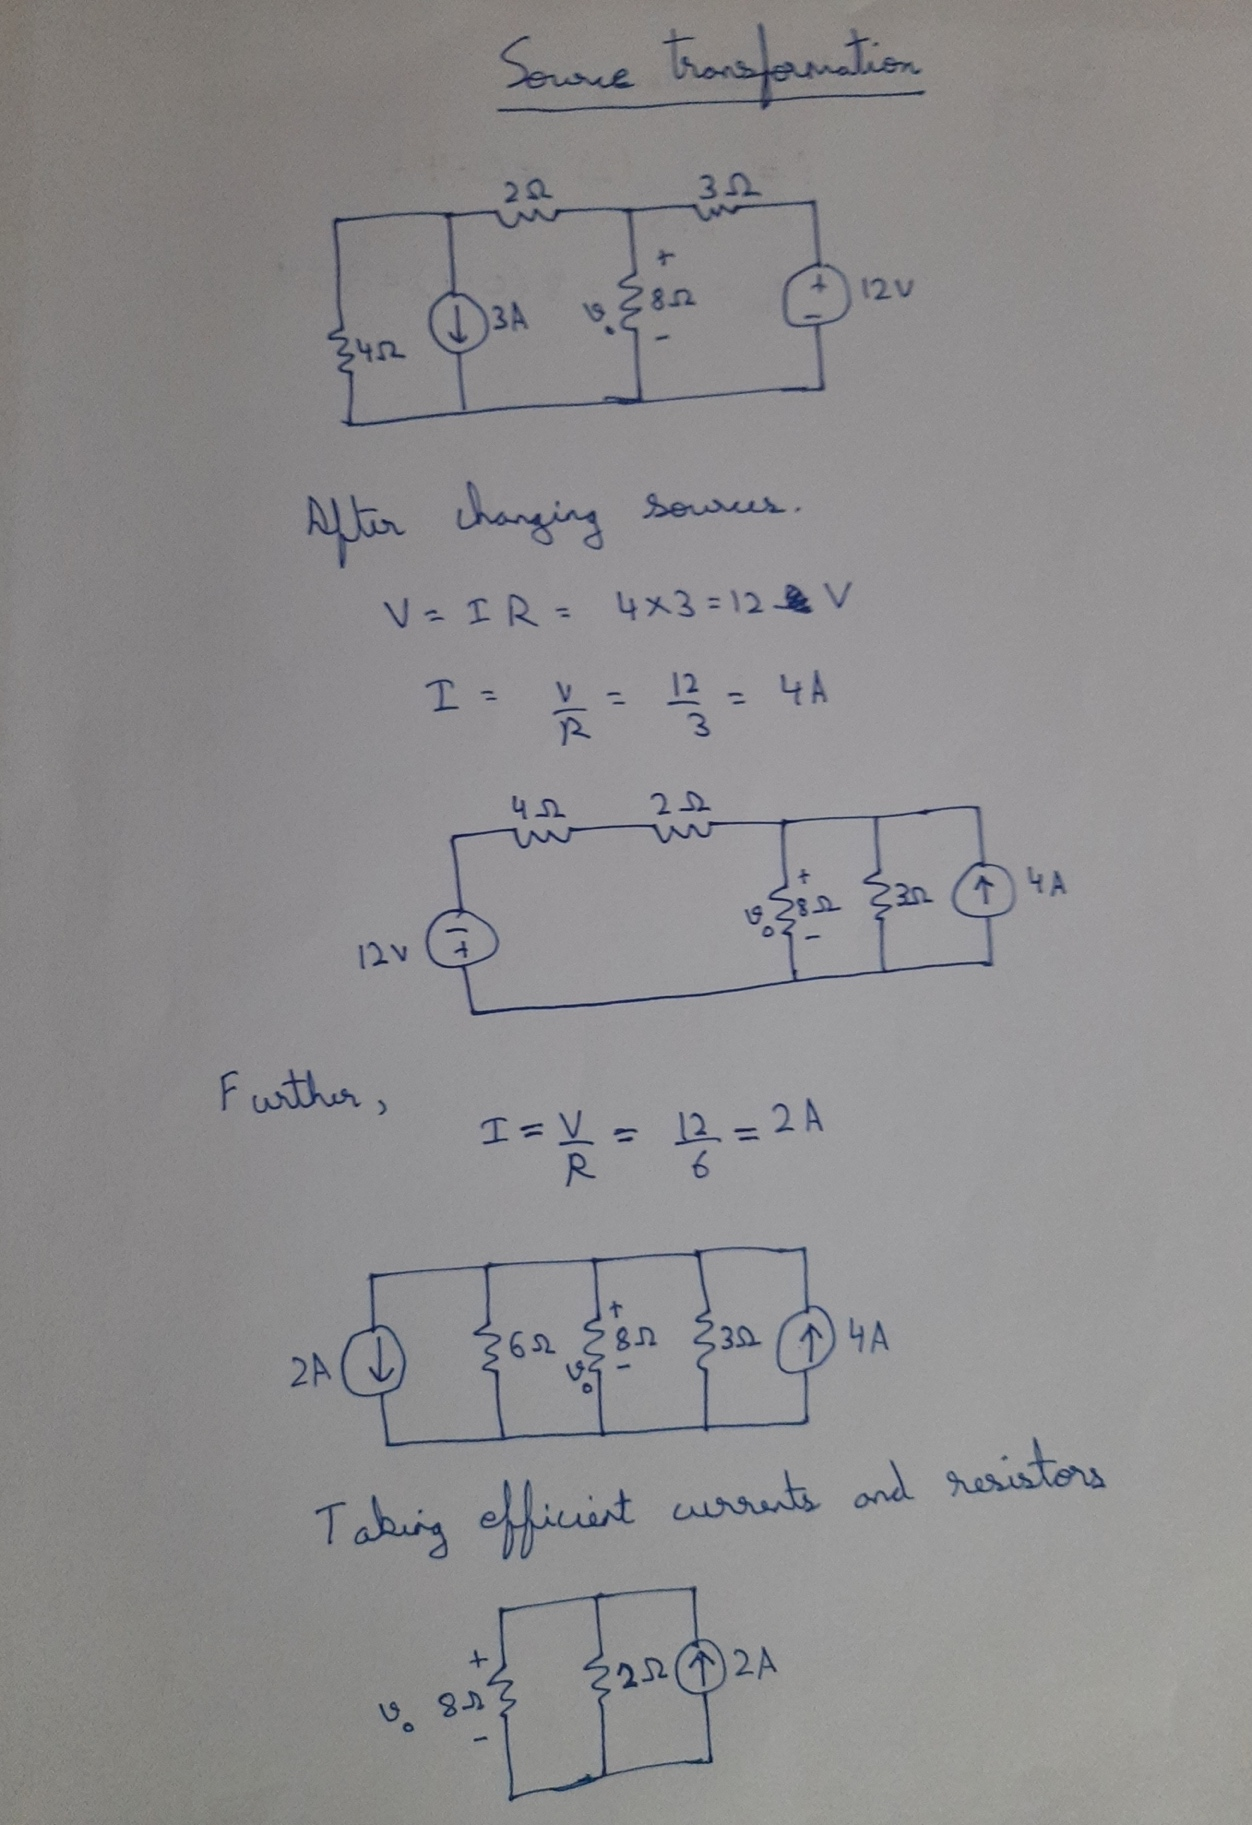 Source transformation
2Ω 3Ω
4Ω 3A v₀ + 8Ω - + - 12V
After changing sources.
V = I R = 4 × 3 = 12 V
I = V/R = 12/3 = 4A
4Ω 2Ω
12V - + v₀ + 8Ω - 3Ω 4A
Further,
I = V/R = 12/6 = 2A
2A 6Ω v₀ + 8Ω - 3Ω 4A
Taking efficient currents and resistors
v₀ + 8Ω - 2Ω 2A